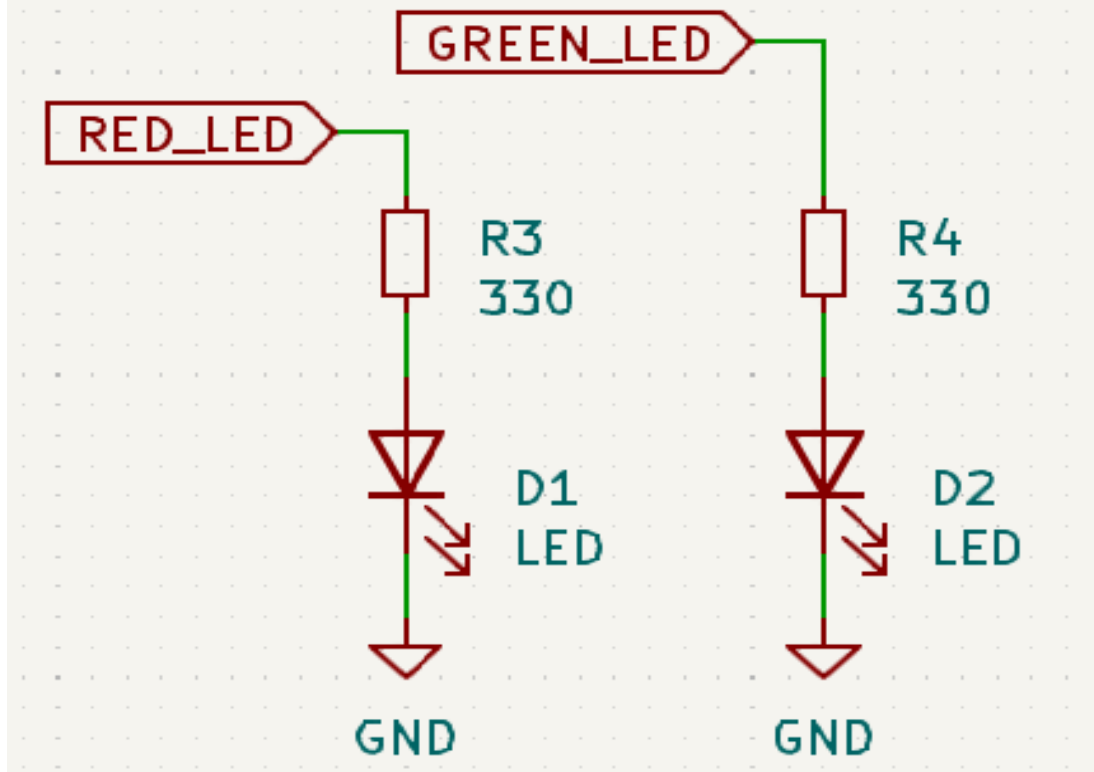 GREEN_LED
RED_LED
R3
330
R4
330
D1
LED
D2
LED
GND
GND